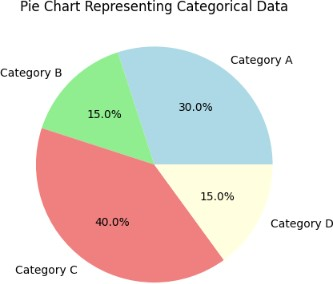 Pie Chart Representing Categorical Data
Category A
Category B
30.0%
15.0%
15.0%
40.0%
Category D
Category C